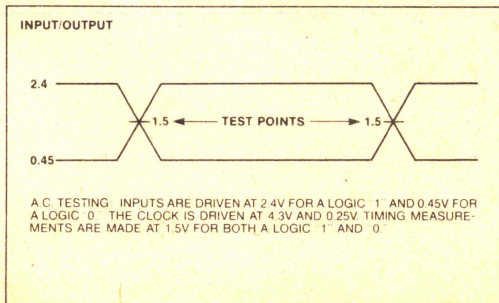 INPUT/OUTPUT
2.4
1.5 TEST POINTS 1.5
0.45
A.C. TESTING: INPUTS ARE DRIVEN AT 2.4V FOR A LOGIC "1" AND 0.45V FOR
A LOGIC "0." THE CLOCK IS DRIVEN AT 4.3V AND 0.25V. TIMING MEASURE-
MENTS ARE MADE AT 1.5V FOR BOTH A LOGIC "1" AND "0."